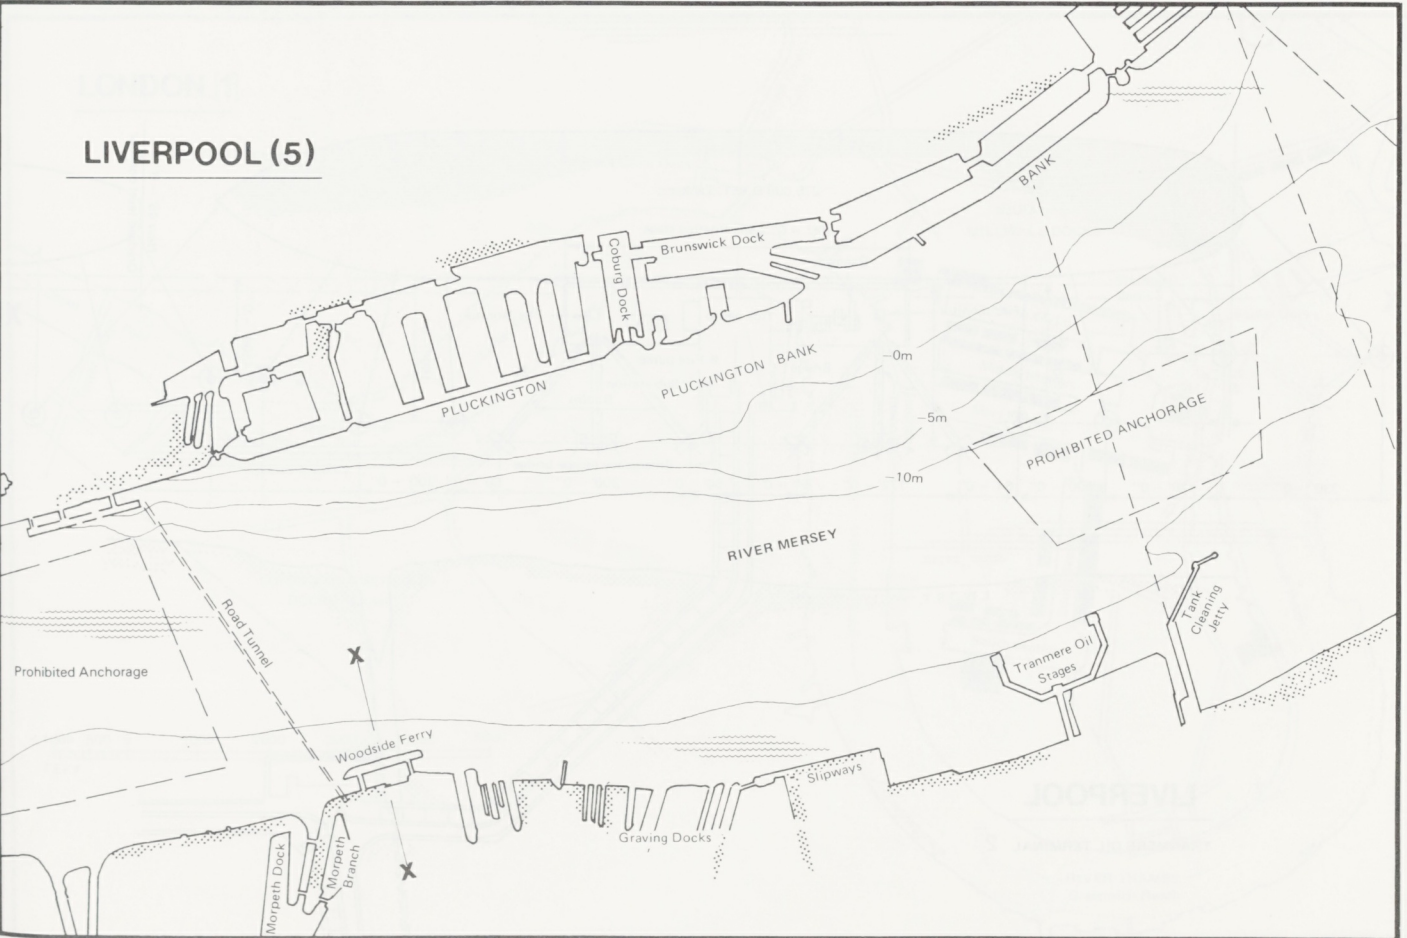 LIVERPOOL (5)
BANK
Coburg Dock
Brunswick Dock
PLUCKINGTON
PLUCKINGTON BANK
0m
5m
10m
PROHIBITED ANCHORAGE
RIVER MERSEY
Road Tunnel
Prohibited Anchorage
X
Woodside Ferry
Tank
Cleaning
Jetty
Tranmere Oil
Stages
Slipways
Graving Docks
Morpeth Dock
Morpeth
Branch
X